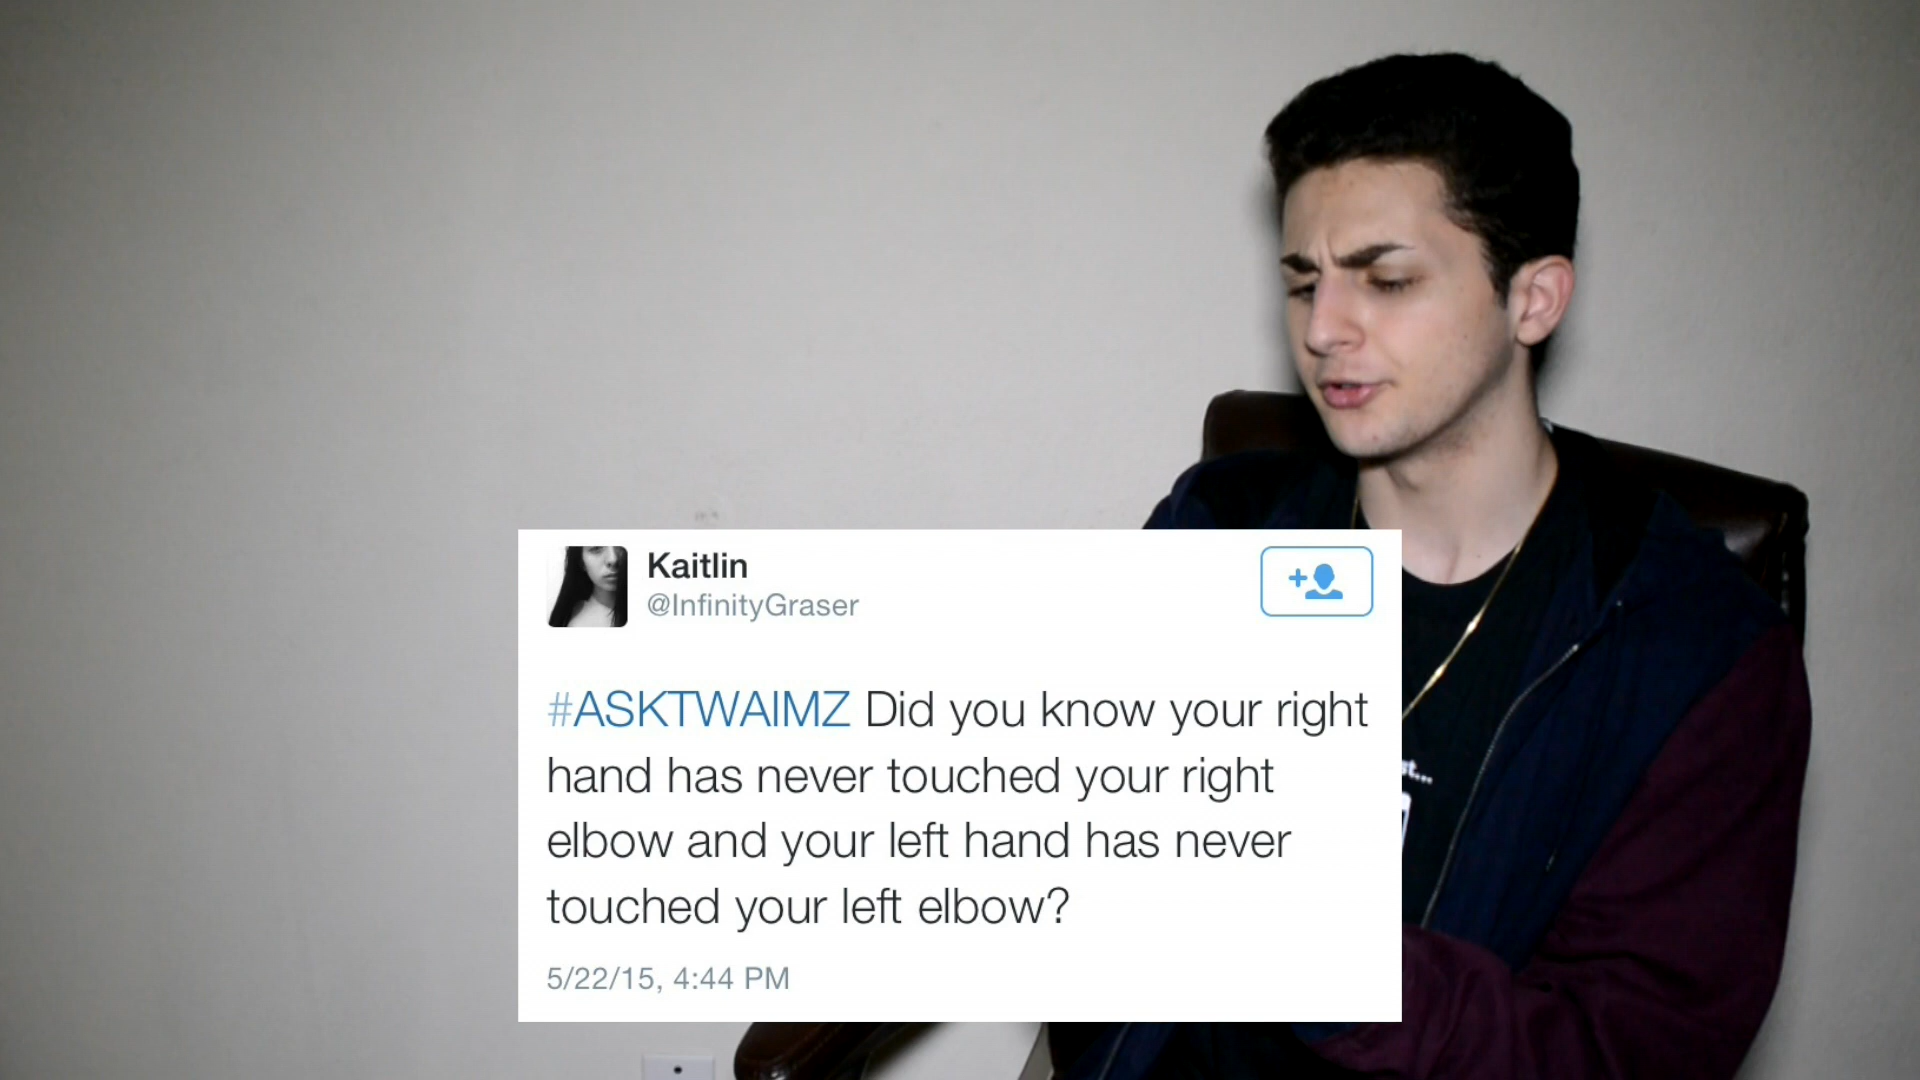 Kaitlin
@InfinityGraser
#ASKTWAIMZ Did you know your right
hand has never touched your right
elbow and your left hand has never
touched your left elbow?
5/22/15, 4:44 PM